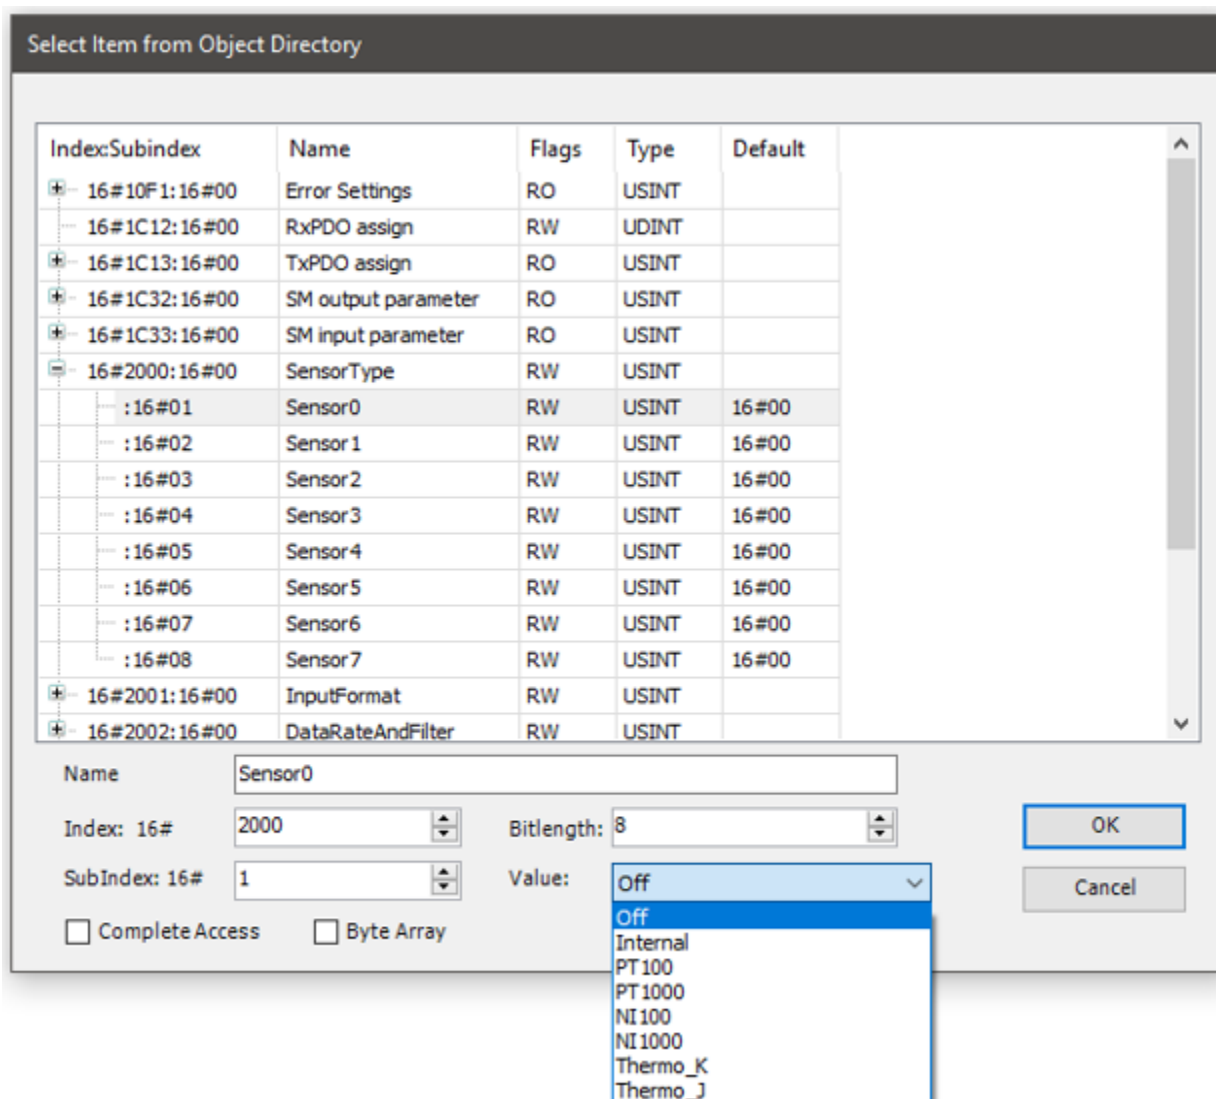 Select Item from Object Directory
Index:Subindex Name Flags Type Default
16#10F1:16#00 Error Settings RO USINT
16#1C12:16#00 RxPDO assign RW UDINT
16#1C13:16#00 TxPDO assign RO USINT
16#1C32:16#00 SM output parameter RO USINT
16#1C33:16#00 SM input parameter RO USINT
16#2000:16#00 SensorType RW USINT
:16#01 Sensor0 RW USINT 16#00
:16#02 Sensor1 RW USINT 16#00
:16#03 Sensor2 RW USINT 16#00
:16#04 Sensor3 RW USINT 16#00
:16#05 Sensor4 RW USINT 16#00
:16#06 Sensor5 RW USINT 16#00
:16#07 Sensor6 RW USINT 16#00
:16#08 Sensor7 RW USINT 16#00
16#2001:16#00 InputFormat RW USINT
16#2002:16#00 DataRateAndFilter RW USINT
Name Sensor0
Index: 16# 2000 Bitlength: 8 OK
SubIndex: 16# 1 Value: Off Cancel
Complete Access Byte Array
Off
Internal
PT100
PT1000
NI100
NI1000
Thermo_K
Thermo_J